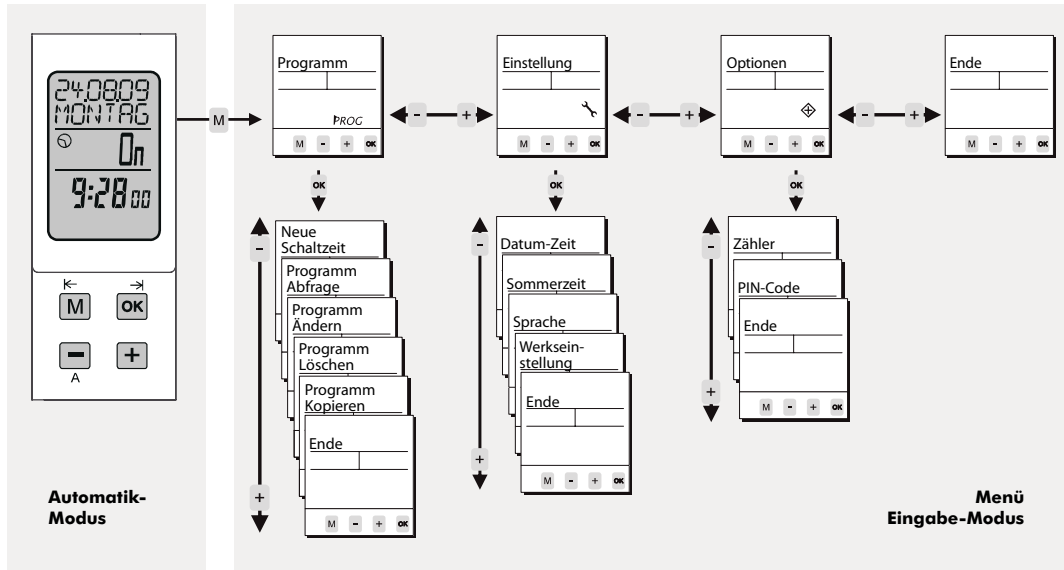 24.08.09
MONTAG
On
9:28 00
M
OK
-
+
A
Automatik-
Modus
M
Programm
PROG
M - + OK
- +
Einstellung
M - + OK
- +
Optionen
M - + OK
- +
Ende
M - + OK
OK
OK
OK
-
+
Neue
Schaltzeit
Programm
Abfrage
Programm
Ändern
Programm
Löschen
Programm
Kopieren
Ende
M - + OK
-
+
Datum-Zeit
Sommerzeit
Sprache
Werksein-
stellung
Ende
M - + OK
-
+
Zähler
PIN-Code
Ende
M - + OK
Menü
Eingabe-Modus